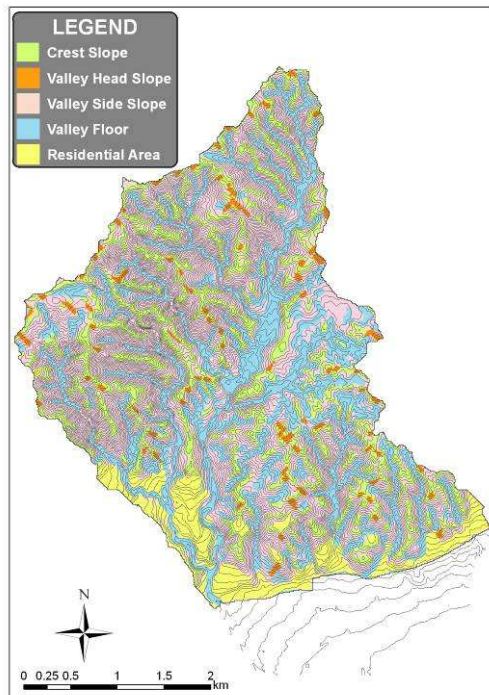 LEGEND
Crest Slope
Valley Head Slope
Valley Side Slope
Valley Floor
Residential Area
N
0 0.25 0.5 1 1.5 2
km